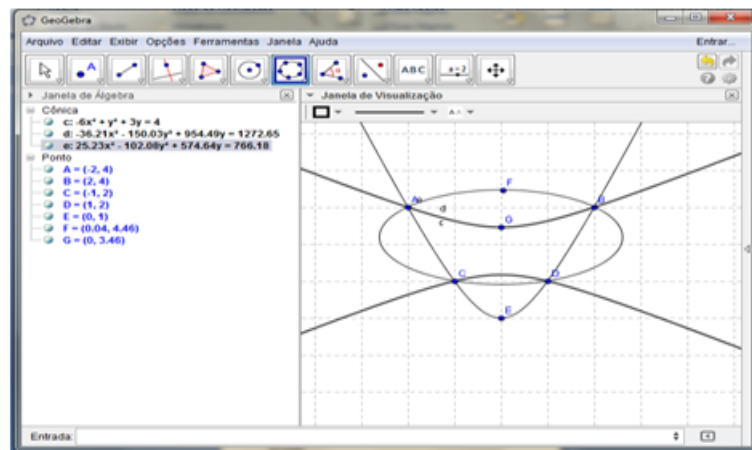 GeoGebra
Arquivo Editar Exibir Opções Ferramentas Janela Ajuda
Entrar...
A
ABC
a=2
Janela de Álgebra
Janela de Visualização
Cônica
c: -6x² + y² + 3y = 4
d: -36.21x² - 150.03y² + 954.49y = 1272.65
e: 25.23x² - 102.08y² + 574.64y = 766.18
Ponto
A = (-2, 4)
B = (2, 4)
C = (-1, 2)
D = (1, 2)
E = (0, 1)
F = (0.04, 4.46)
G = (0, 3.46)
F
A
d
B
c
G
C
D
E
Entrada: